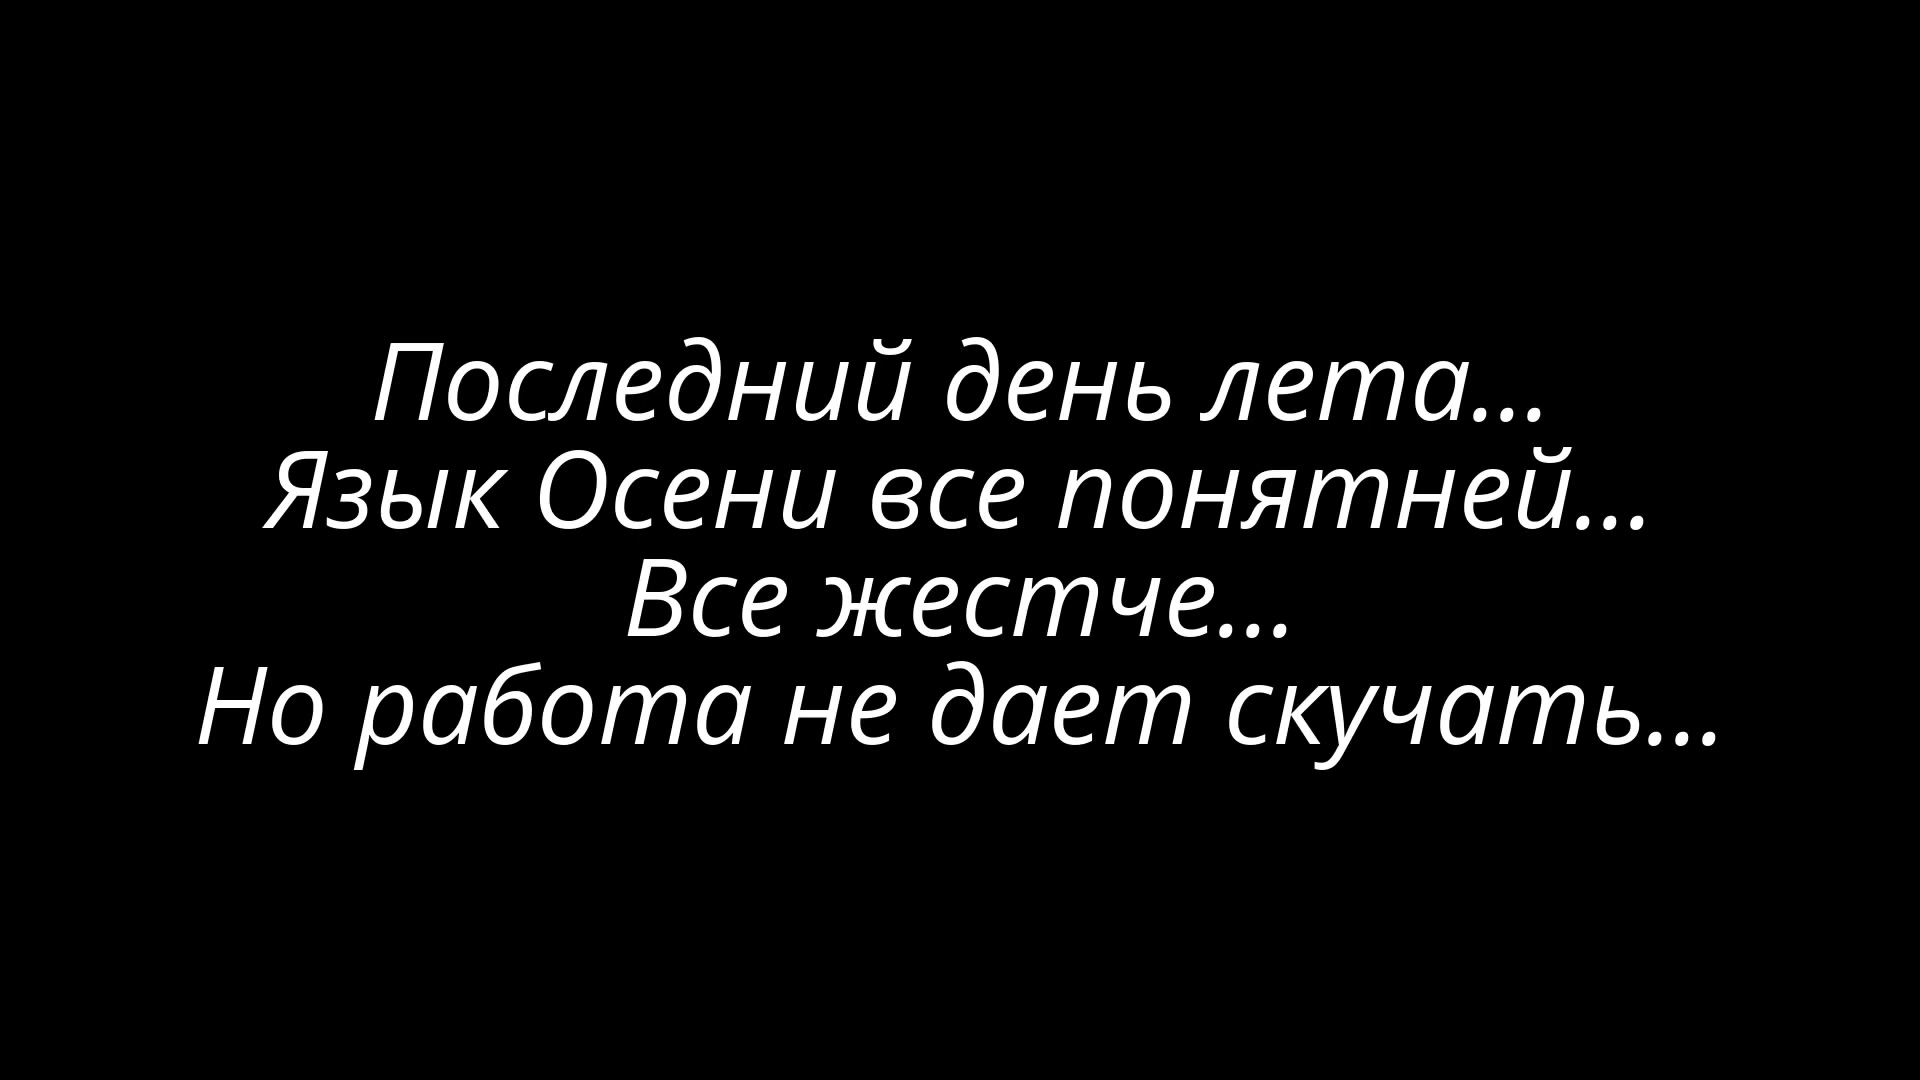 Последний день лета...
Язык Осени все понятней...
Все жестче...
Но работа не дает скучать...